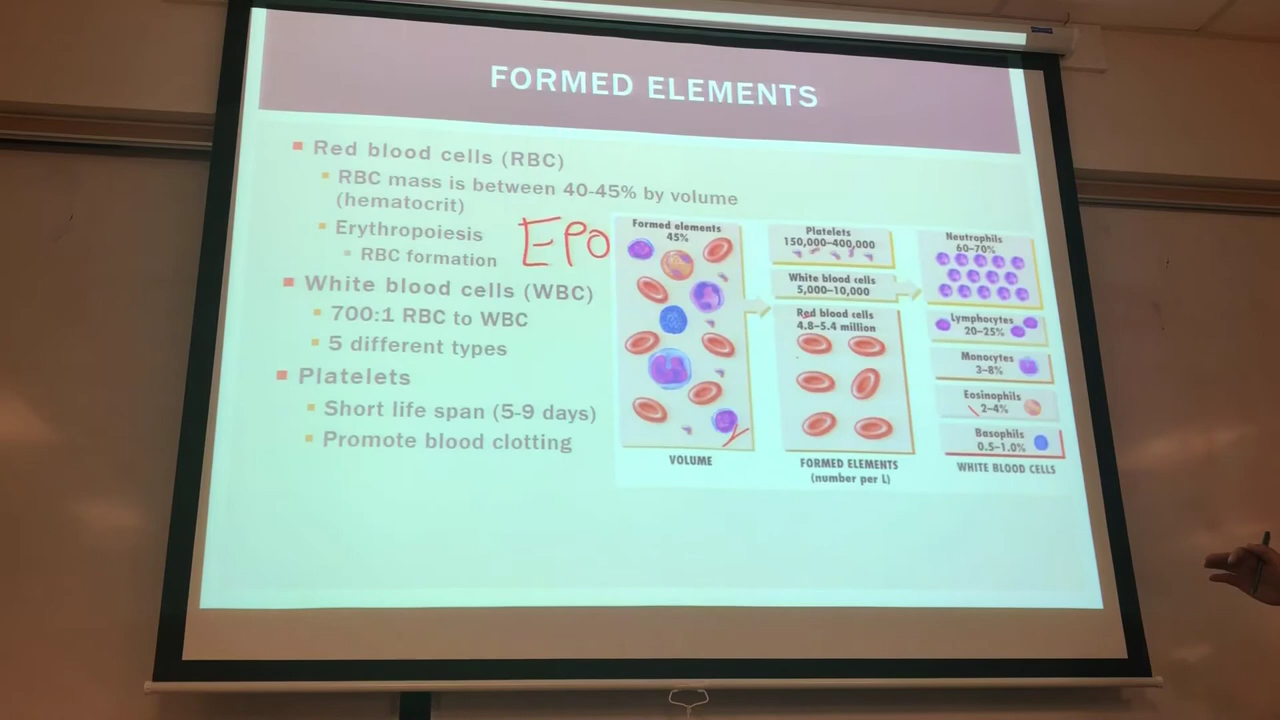 FORMED ELEMENTS
Red blood cells (RBC)
RBC mass is between 40-45% by volume
(hematocrit)
Erythropoiesis
RBC formation
EPO
White blood cells (WBC)
700:1 RBC to WBC
5 different types
Platelets
Short life span (5-9 days)
Promote blood clotting
Formed elements
45%
VOLUME
Platelets
150,000–400,000
White blood cells
5,000–10,000
Red blood cells
4.8–5.4 million
FORMED ELEMENTS
(number per L)
Neutrophils
60–70%
Lymphocytes
20–25%
Monocytes
3–8%
Eosinophils
2–4%
Basophils
0.5–1.0%
WHITE BLOOD CELLS